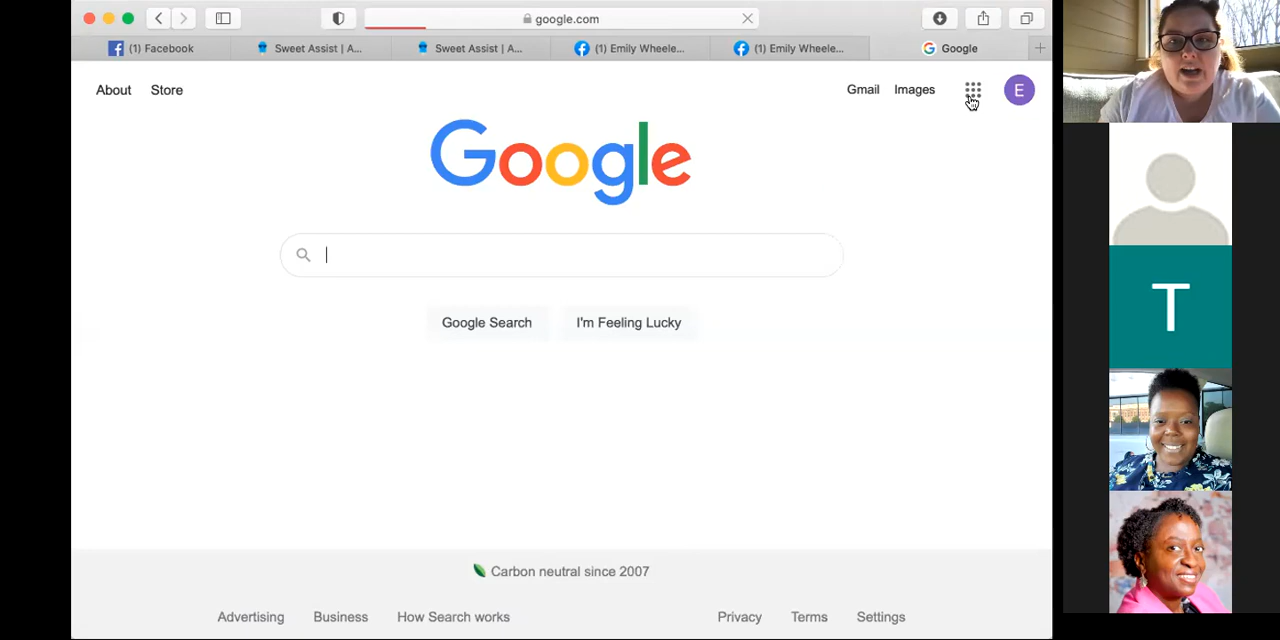 google.com
(1) Facebook
Sweet Assist | A...
Sweet Assist | A...
(1) Emily Wheele...
(1) Emily Wheele...
Google
About
Store
Gmail
Images
E
Google
Google Search
I'm Feeling Lucky
Carbon neutral since 2007
Advertising
Business
How Search works
Privacy
Terms
Settings
T